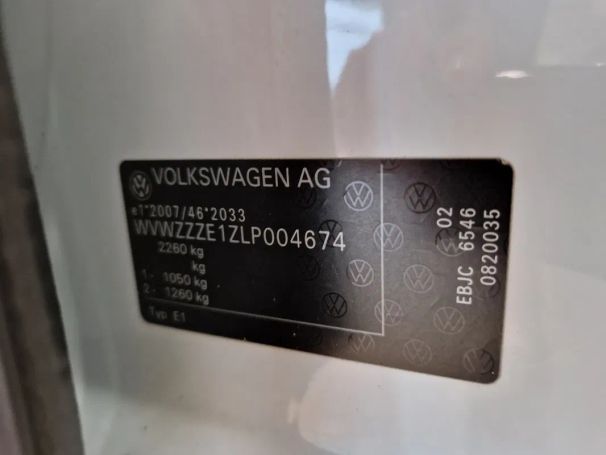 VOLKSWAGEN AG
e1*2007/46*2033
WVWZZZE1ZLP004674
2260 kg
kg
1 - 1050 kg
2 - 1260 kg
Typ E1
02
EBJC 6546
0820035